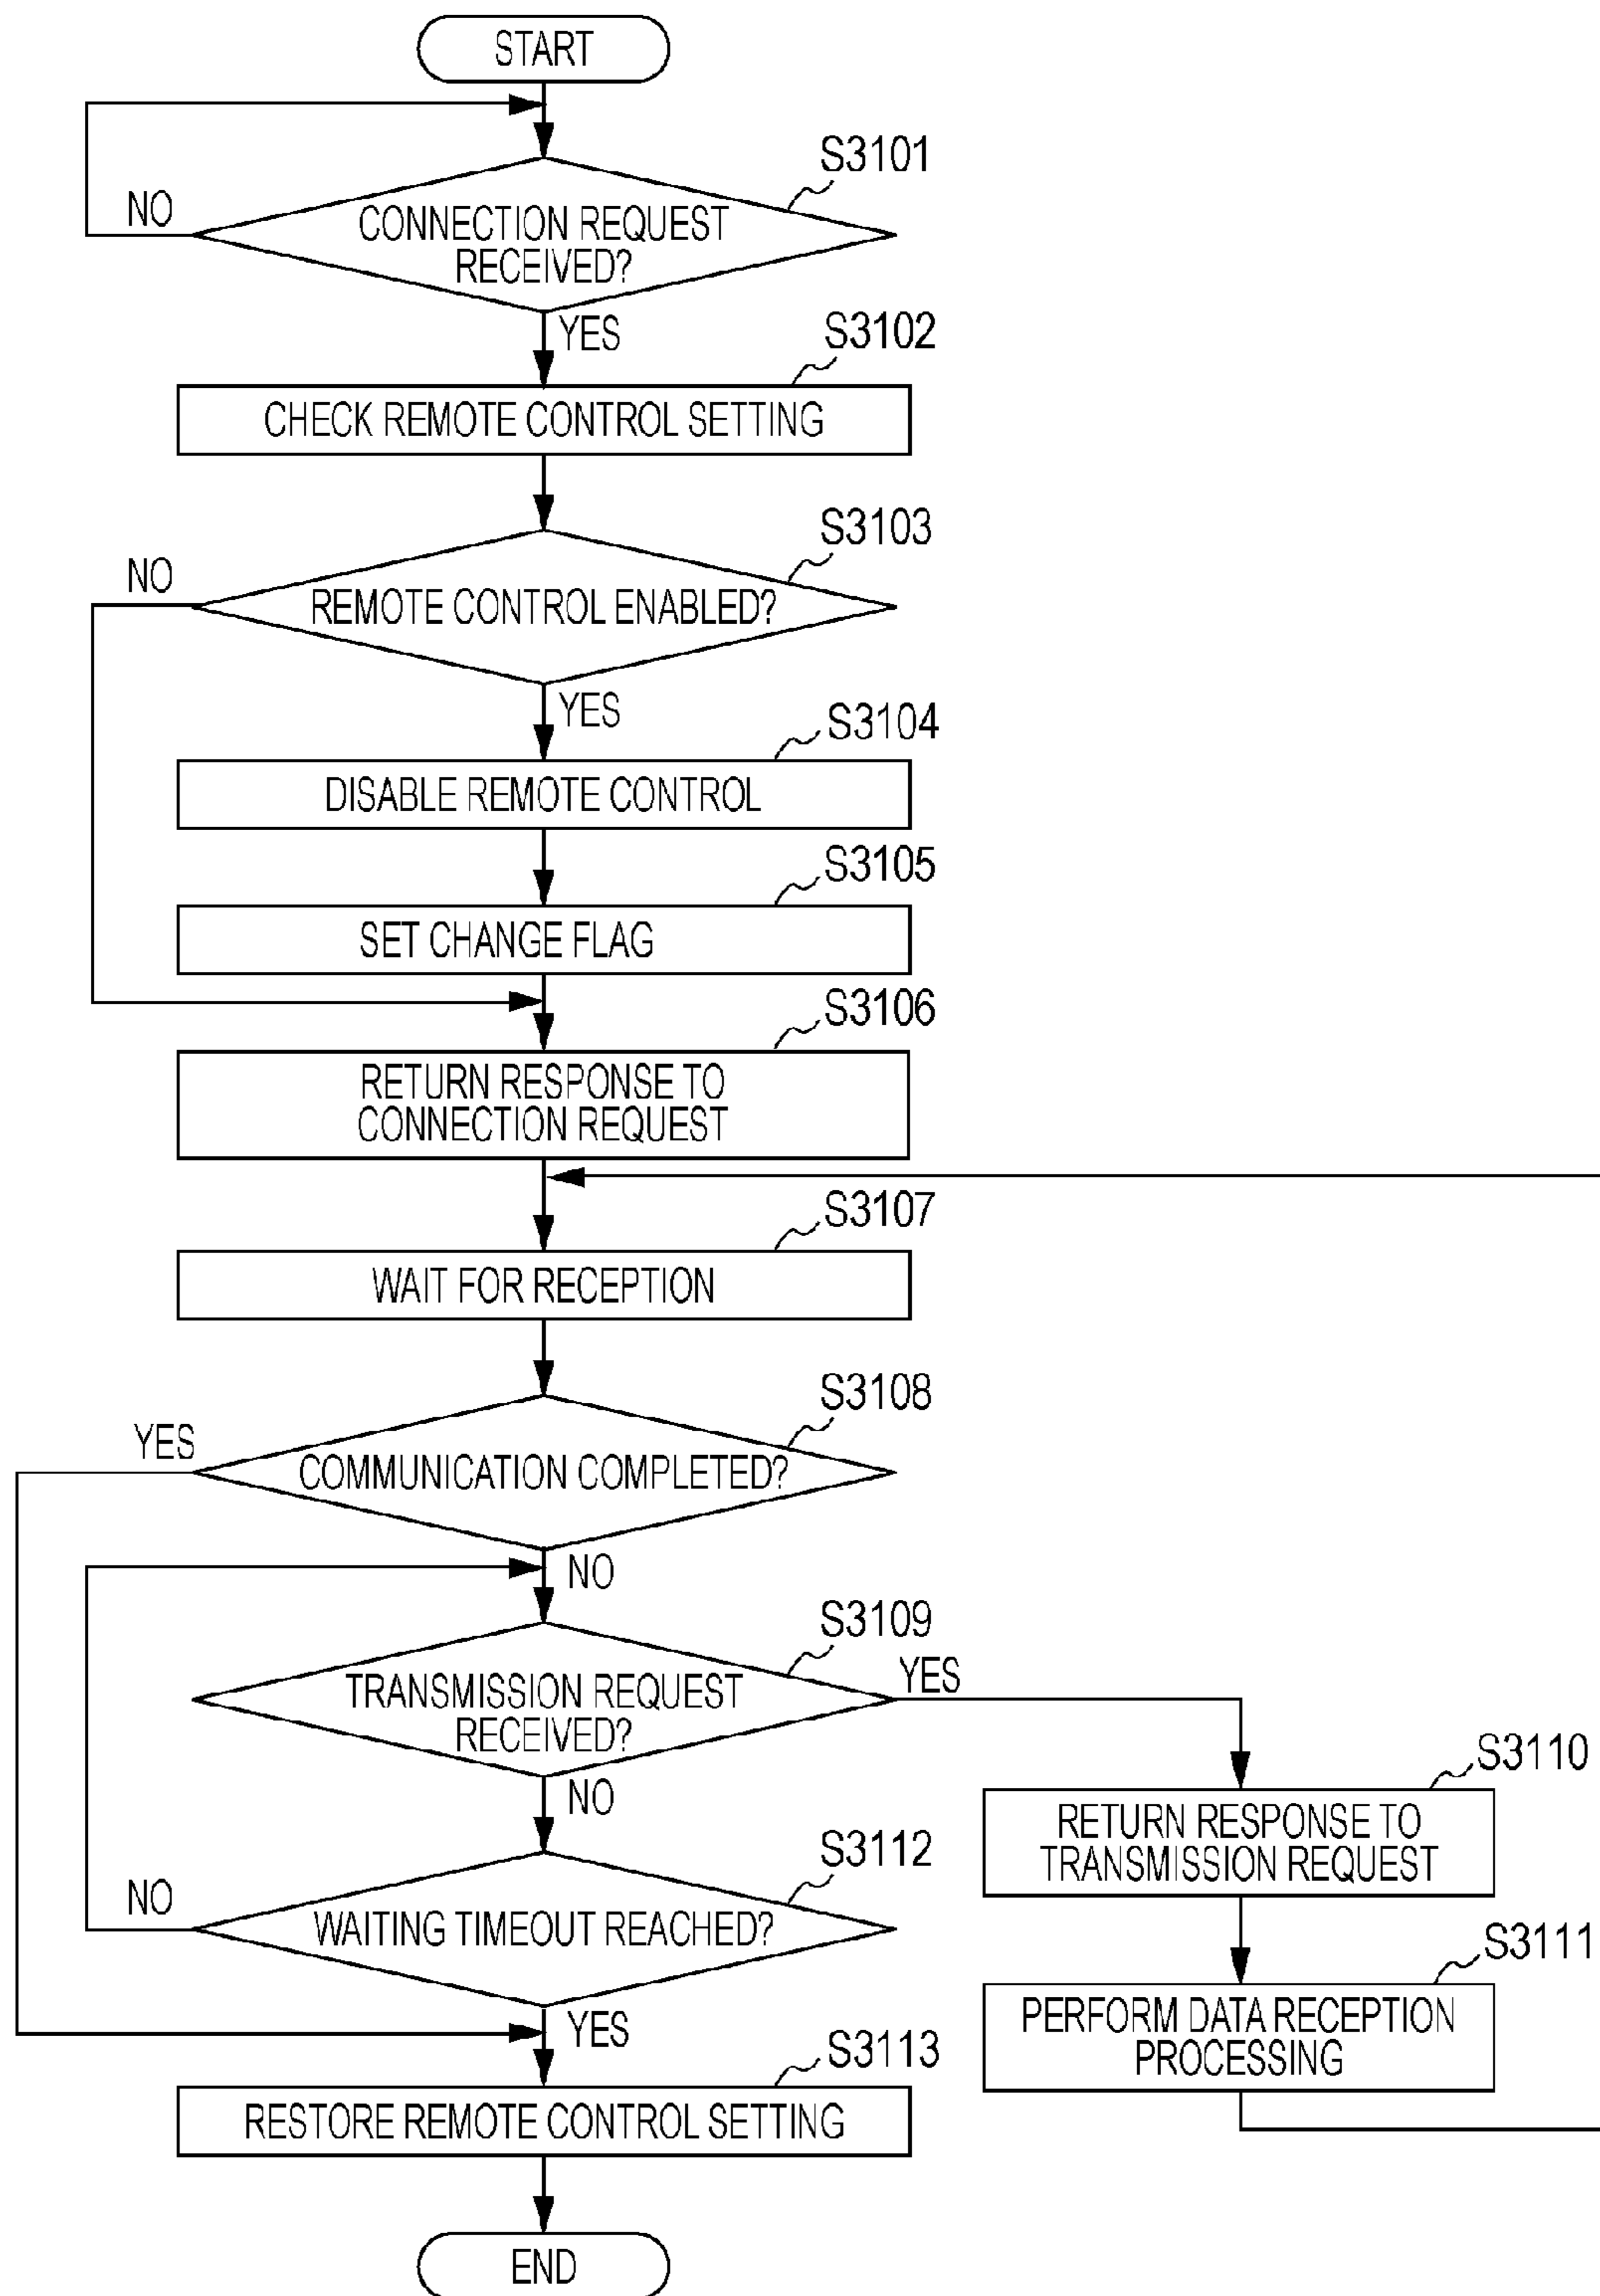 START
S3101
NO
CONNECTION REQUEST
RECEIVED?
YES
S3102
CHECK REMOTE CONTROL SETTING
S3103
NO
REMOTE CONTROL ENABLED?
YES
S3104
DISABLE REMOTE CONTROL
S3105
SET CHANGE FLAG
S3106
RETURN RESPONSE TO
CONNECTION REQUEST
S3107
WAIT FOR RECEPTION
S3108
YES
COMMUNICATION COMPLETED?
NO
S3109
YES
TRANSMISSION REQUEST
RECEIVED?
NO
S3110
RETURN RESPONSE TO
TRANSMISSION REQUEST
S3112
NO
WAITING TIMEOUT REACHED?
S3111
PERFORM DATA RECEPTION
PROCESSING
YES
S3113
RESTORE REMOTE CONTROL SETTING
END